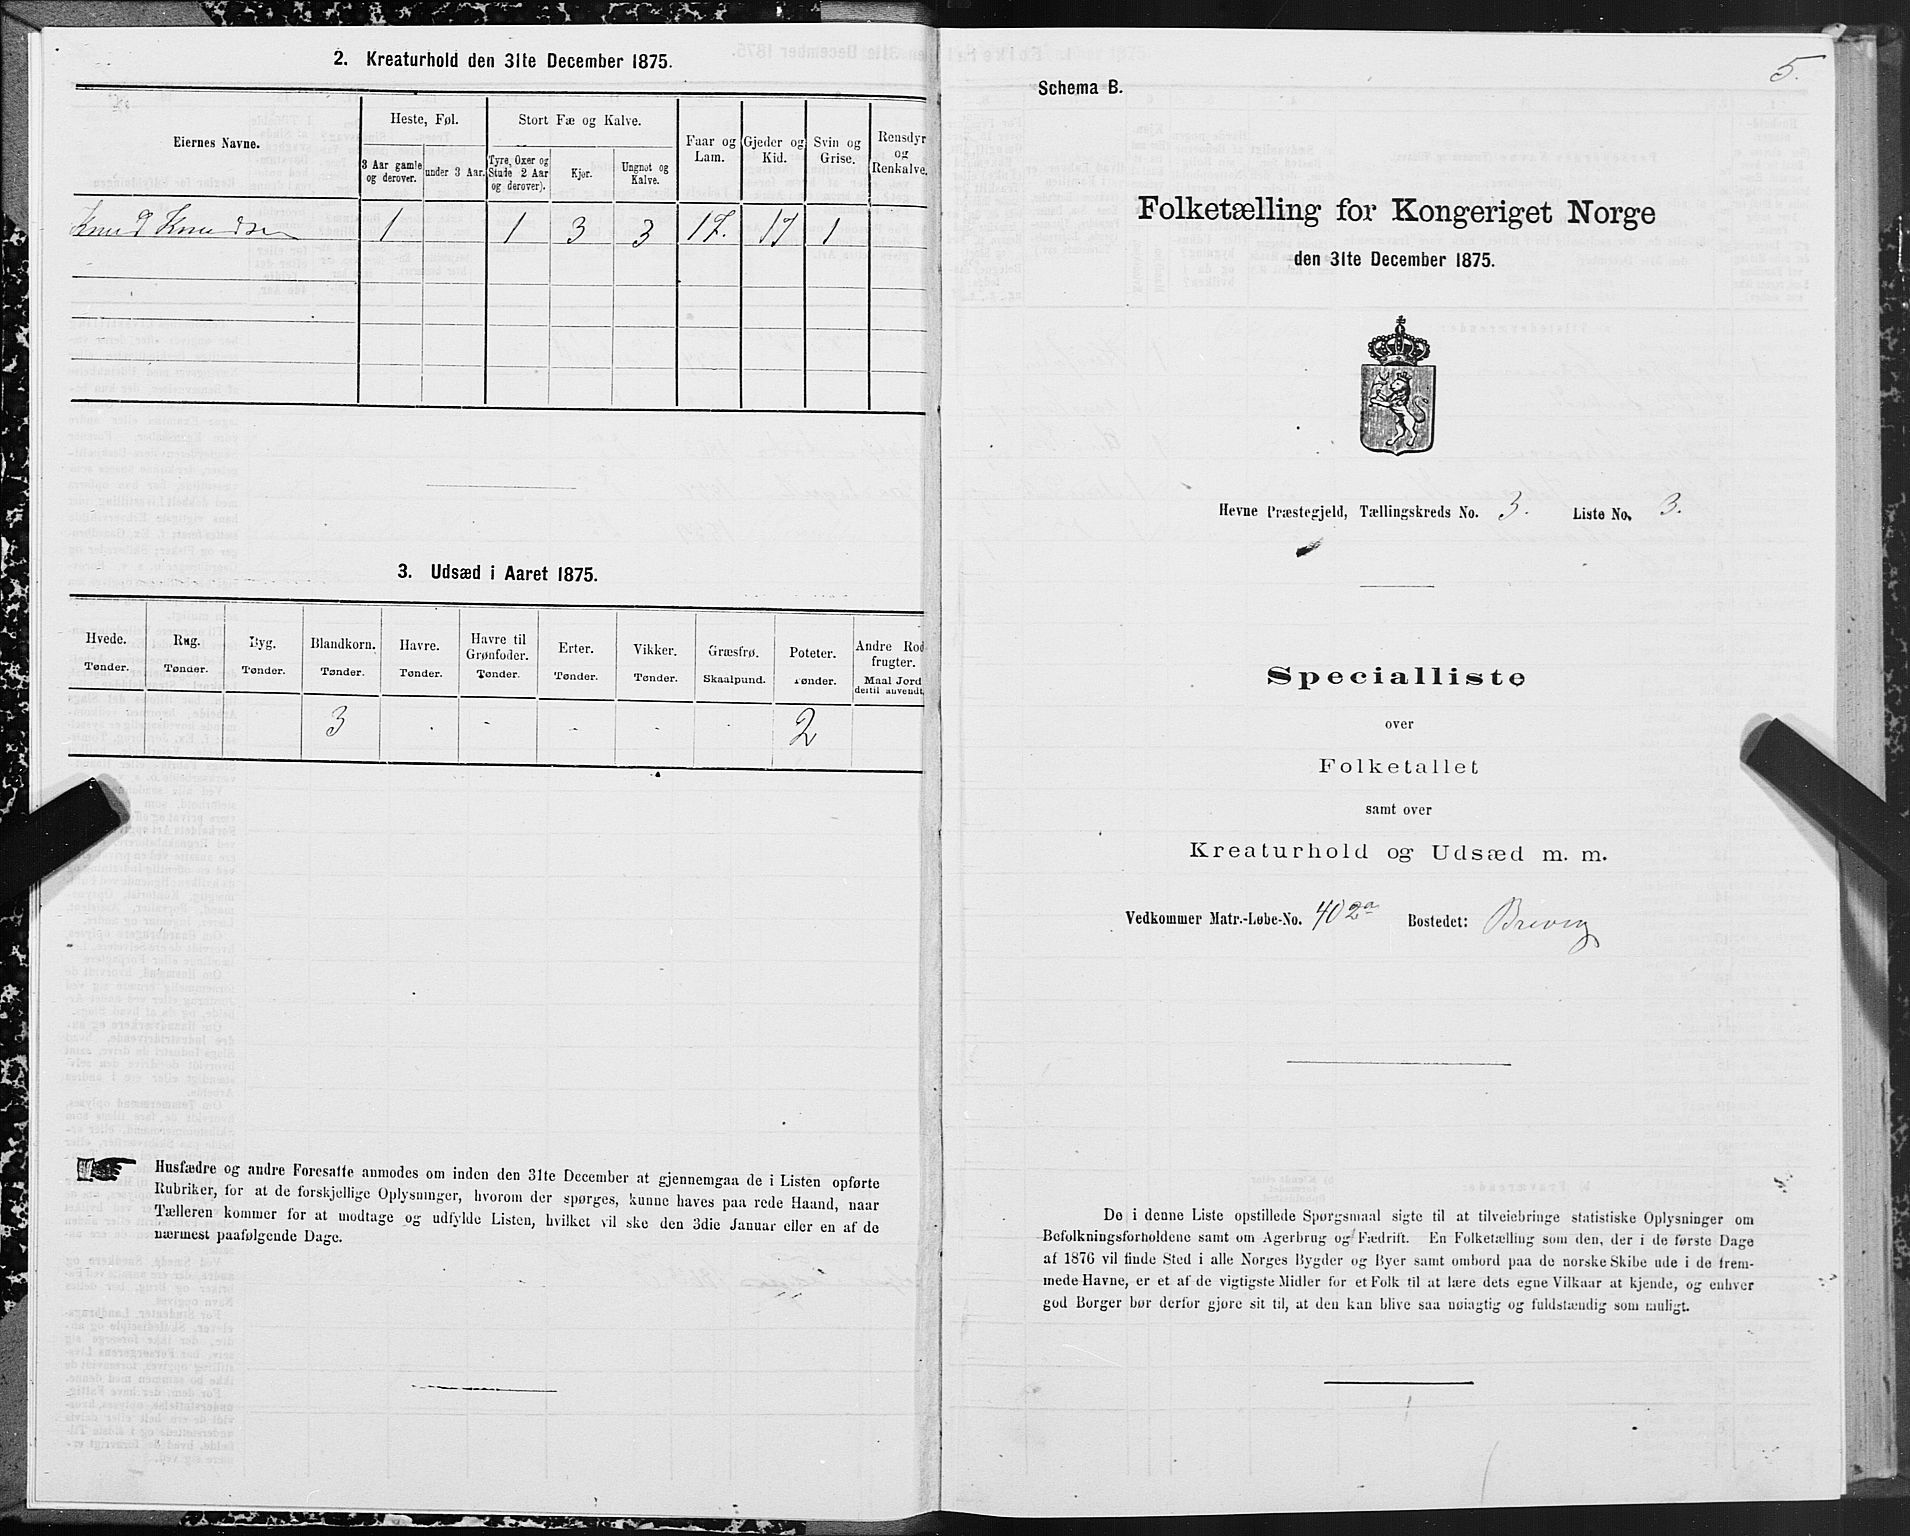 2. Kreaturhold den 31te December 1875.
Eiernes Navne.
Heste, Føl.
Stort Fæ og Kalve.
Faar og Lam.
Gjeder og Kid.
Svin og Grise.
Rensdyr og Renkalve.
3 Aar gamle og derover.
under 3 Aar.
Tyre, Oxer og Stude 2 Aar og derover).
Kjør.
Ungnøt og Kalve.
Knud Knudsen 1 1 3 3 17. 17 1
3. Udsæd i Aaret 1875.
Hvede. Rug. Byg. Blandkorn. Havre. Havre til Grønfoder. Erter. Vikker. Græsfrø. Poteter. Andre Rodfrugter.
Tønder. Tønder. Tønder. Tønder. Tønder. Tønder. Tønder. Tønder. Skaalpund. Tønder. Maal Jord dertil anvendt.
3 - - - - - 2
Husfædre og andre Foresatte anmodes om inden den 31te December at gjennemgaa de i Listen opførte
Rubriker, for at de forskjellige Oplysninger, hvorom der spørges, kunne haves paa rede Haand, naar
Tælleren kommer for at modtage og udfylde Listen, hvilket vil ske den 3die Januar eller en af de
nærmest paafølgende Dage.
5.
Schema B.
Folketælling for Kongeriget Norge
den 31te December 1875.
Hevne Præstegjeld, Tællingskreds No. 3. Liste No. 3.
Specialliste
over
Folketallet
samt over
Kreaturhold og Udsæd m. m.
Vedkommer Matr.-Løbe-No. 40 2a Bostedet: Brevig
De i denne Liste opstillede Spørgsmaal sigte til at tilveiebringe statistiske Oplysninger om
Befolkningsforholdene samt om Agerbrug og Fædrift. En Folketælling som den, der i de første Dage
af 1876 vil finde Sted i alle Norges Bygder og Byer samt ombord paa de norske Skibe ude i de frem-
mede Havne, er et af de vigtigste Midler for et Folk til at lære dets egne Vilkaar at kjende, og enhver
god Borger bør derfor gjøre sit til, at den kan blive saa nøiagtig og fuldstændig som muligt.